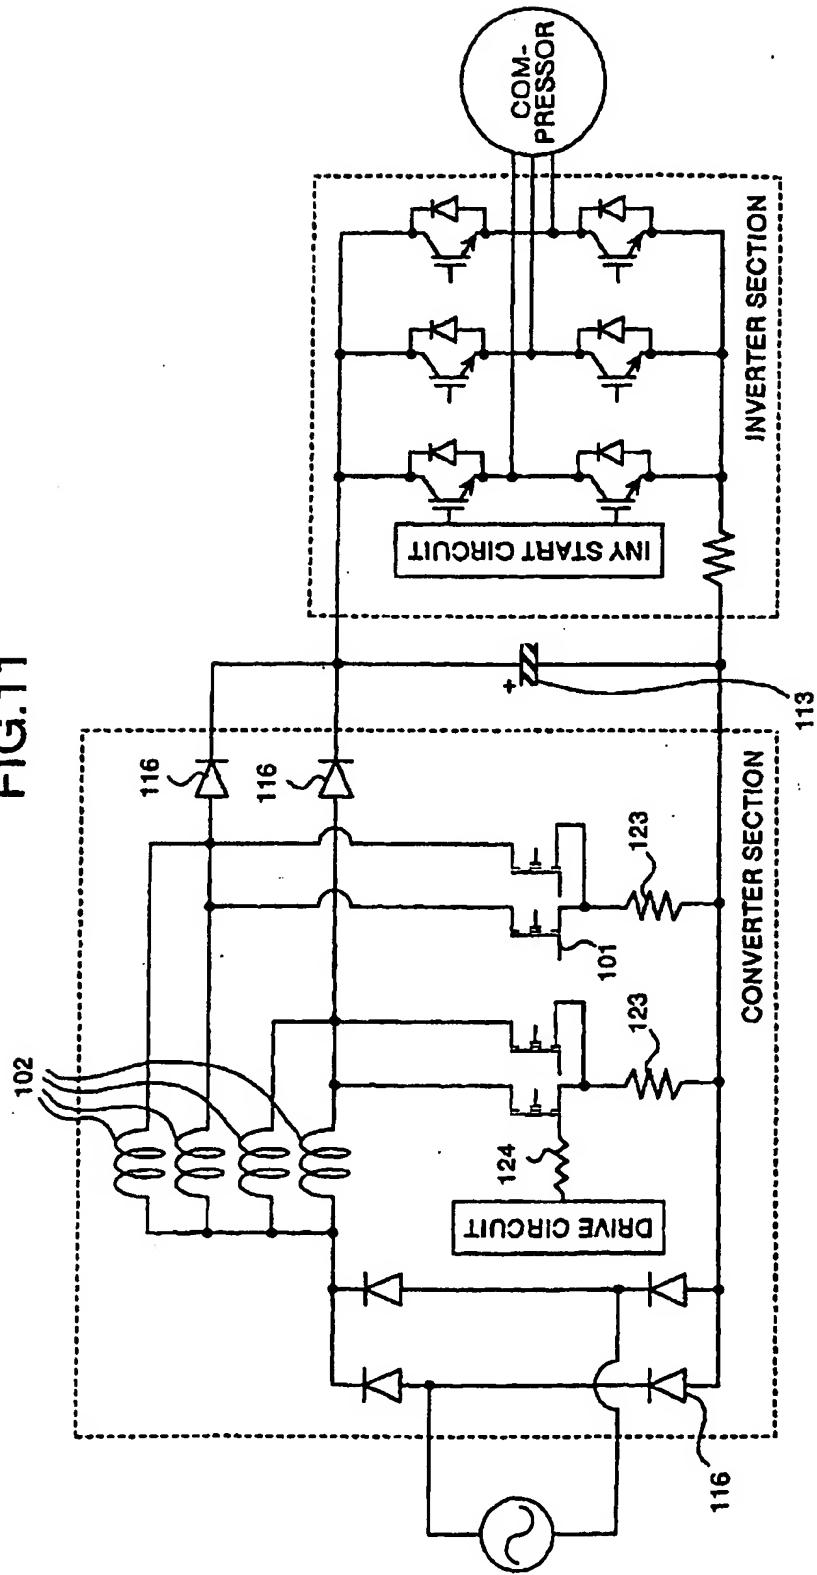 FIG.11
102
116
116
101
123
123
124
DRIVE CIRCUIT
116
CONVERTER SECTION
+
113
INY START CIRCUIT
INVERTER SECTION
COM-
PRESSOR